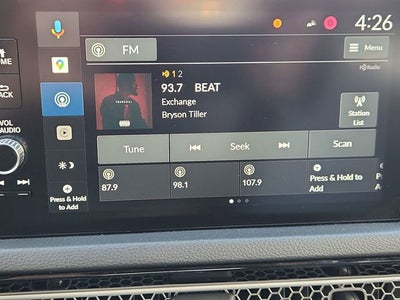 4:26
FM
Menu
HD Radio
1 2
93.7 BEAT
Exchange
Bryson Tiller
TRAPSOUL
Station
List
Tune
Seek
Scan
87.9
98.1
107.9
Press & Hold to
Add
Press & Hold
to Add
HOME
BACK
VOL
AUDIO